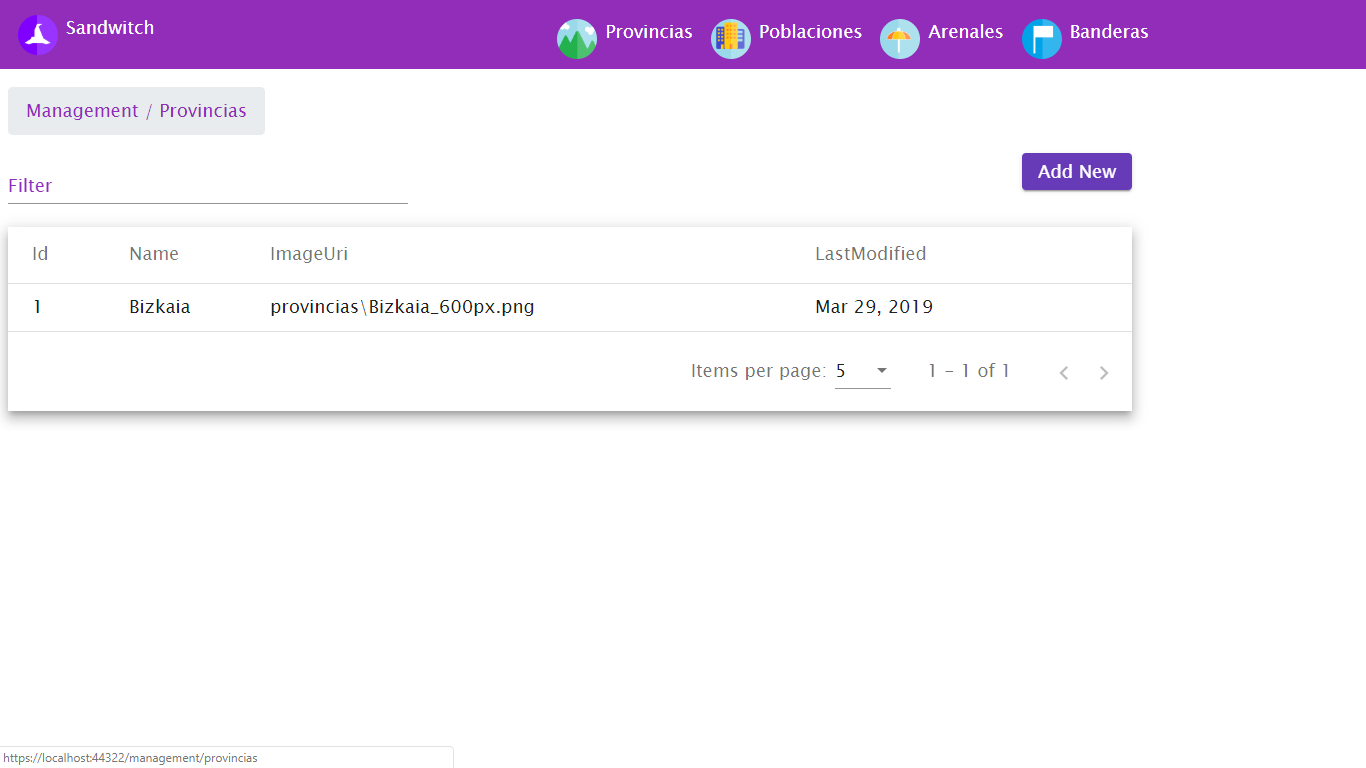 Sandwitch
Provincias
Poblaciones
Arenales
Banderas
Management / Provincias
Filter
Add New
Id Name ImageUri LastModified
1 Bizkaia provincias\Bizkaia_600px.png Mar 29, 2019
Items per page: 5 1 – 1 of 1
https://localhost:44322/management/provincias